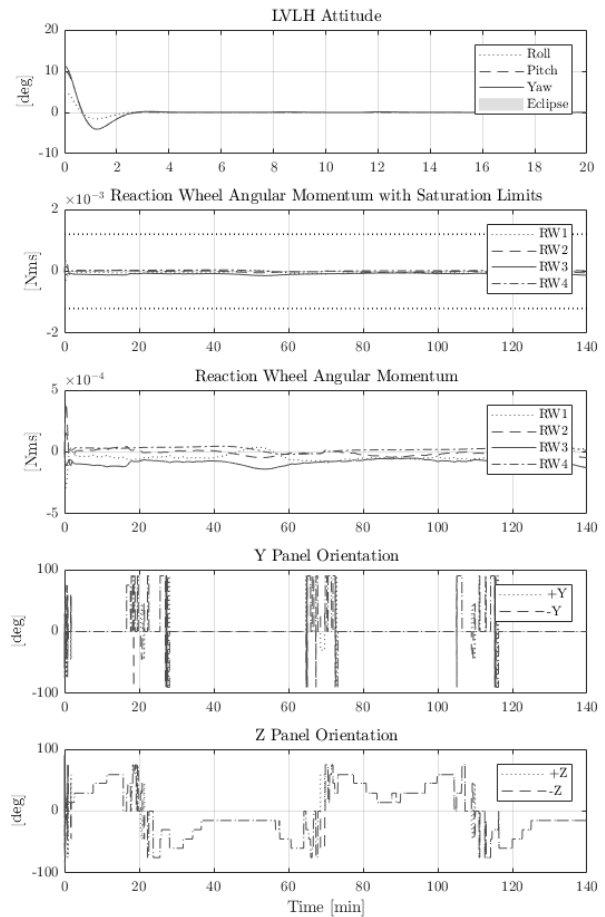 LVLH Attitude
20
10
0
-10
[deg]
Roll
Pitch
Yaw
Eclipse
0 2 4 6 8 10 12 14 16 18 20
×10⁻³ Reaction Wheel Angular Momentum with Saturation Limits
2
0
-2
[Nms]
RW1
RW2
RW3
RW4
0 20 40 60 80 100 120 140
×10⁻⁴ Reaction Wheel Angular Momentum
5
0
-5
[Nms]
RW1
RW2
RW3
RW4
0 20 40 60 80 100 120 140
Y Panel Orientation
100
0
-100
[deg]
+Y
-Y
0 20 40 60 80 100 120 140
Z Panel Orientation
100
0
-100
[deg]
+Z
-Z
0 20 40 60 80 100 120 140
Time [min]